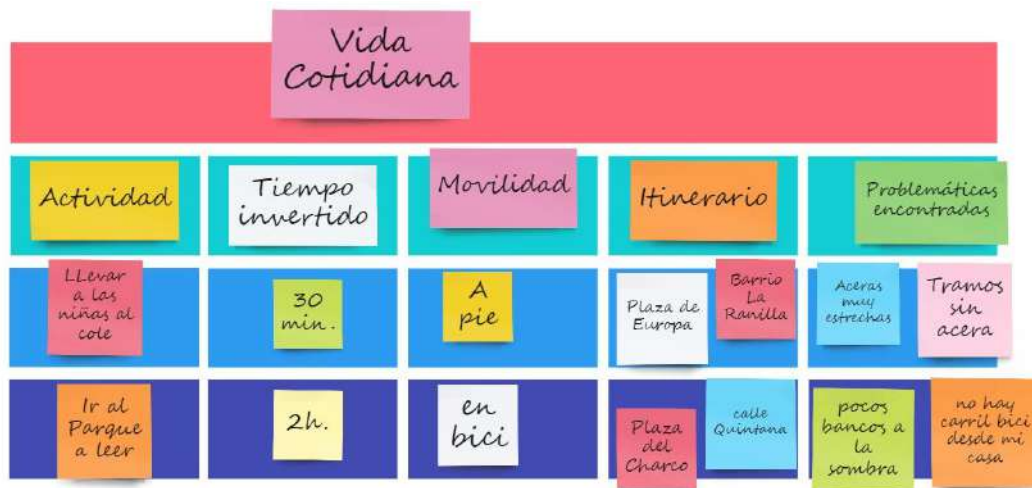 Vida
Cotidiana
Actividad
Tiempo
invertido
Movilidad
Itinerario
Problemáticas
encontradas
LLevar
a las
niñas al
cole
30
min.
A
pie
Plaza de
Europa
Barrio
La
Ranilla
Aceras
muy
estrechas
Tramos
sin
acera
Ir al
Parque
a leer
2h.
en
bici
Plaza
del
Charco
calle
Quintana
pocos
bancos a
la
sombra
no hay
carril bici
desde mi
casa